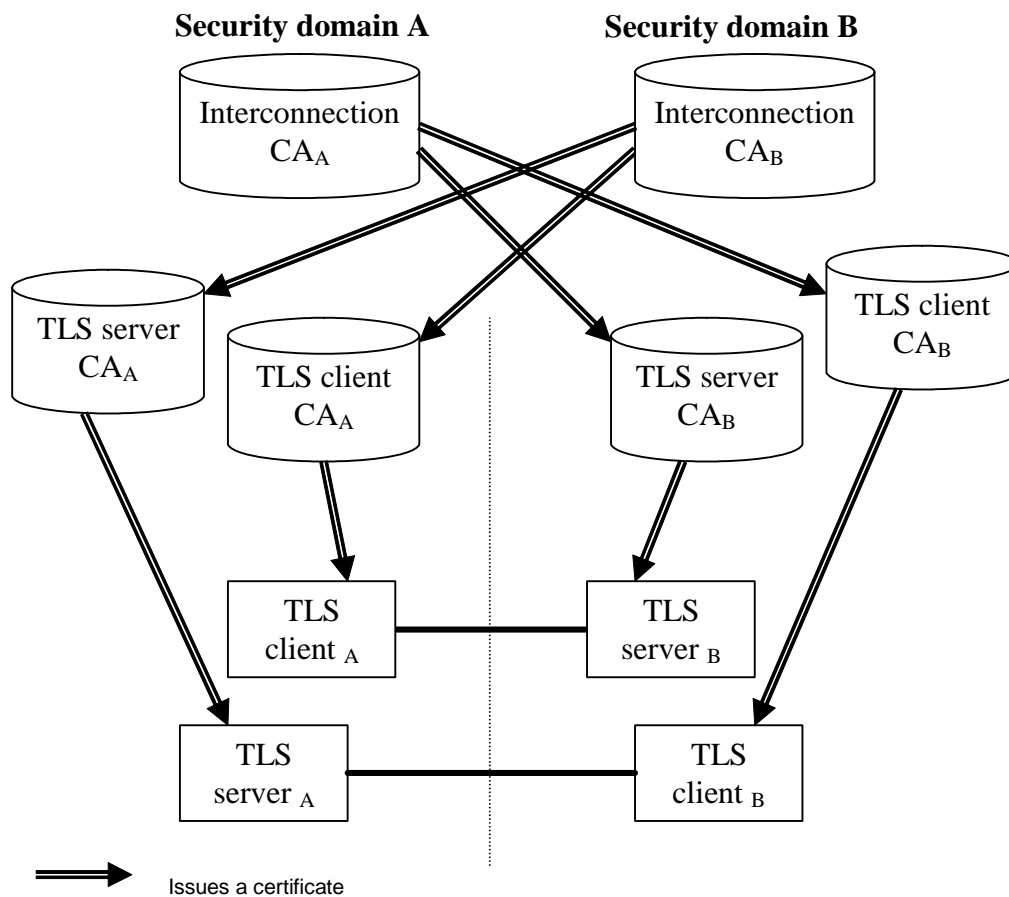 Security domain A
Security domain B
Interconnection
CAA
Interconnection
CAB
TLS server
CAA
TLS client
CAA
TLS server
CAB
TLS client
CAB
TLS
client A
TLS
server B
TLS
server A
TLS
client B
Issues a certificate